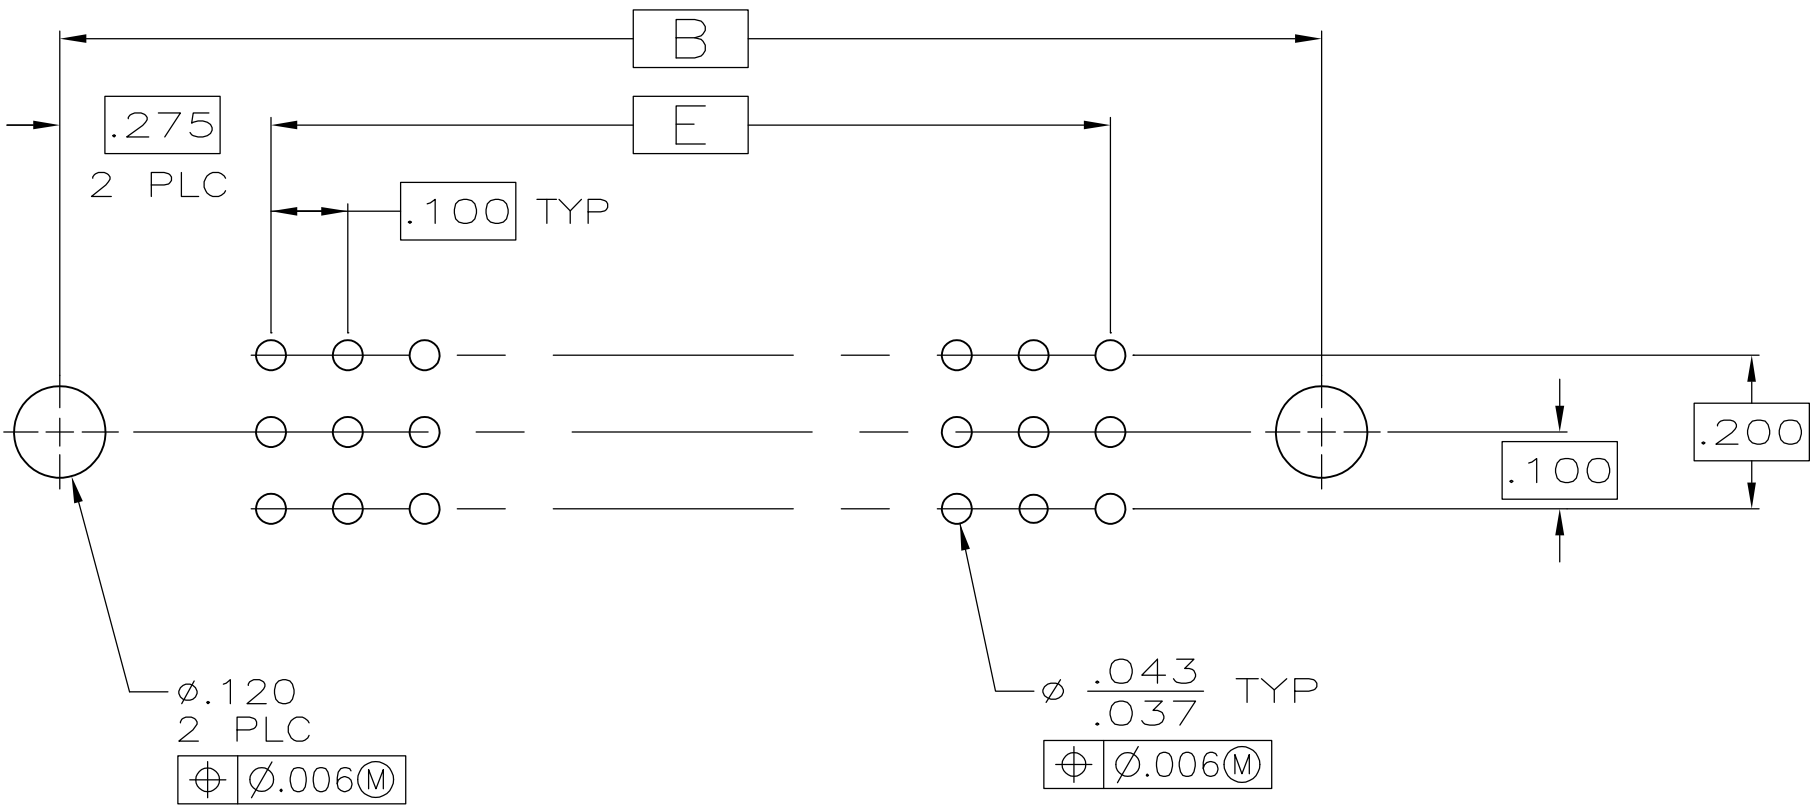 B
.275
E
2 PLC
.100 TYP
.200
.100
⌀.120
2 PLC
⌖ ⌀.006Ⓜ
⌀ .043
.037 TYP
⌖ ⌀.006Ⓜ